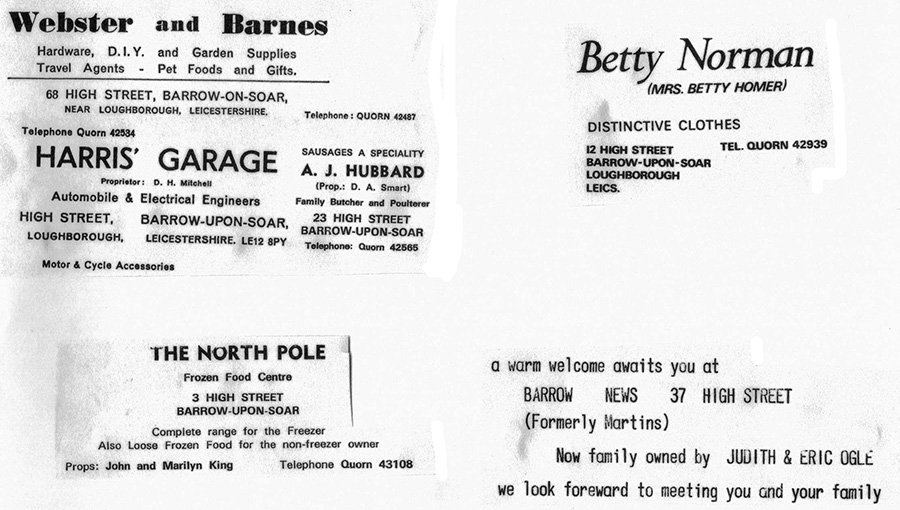 Webster and Barnes
Hardware, D.I.Y. and Garden Supplies
Travel Agents - Pet Foods and Gifts.
68 HIGH STREET, BARROW-ON-SOAR,
NEAR LOUGHBOROUGH, LEICESTERSHIRE.
Telephone: QUORN 42487
Telephone Quorn 42534
HARRIS' GARAGE
Proprietor: D. H. Mitchell
Automobile & Electrical Engineers
HIGH STREET, BARROW-UPON-SOAR,
LOUGHBOROUGH, LEICESTERSHIRE. LE12 8PY
Motor & Cycle Accessories
SAUSAGES A SPECIALITY
A. J. HUBBARD
(Prop.: D. A. Smart)
Family Butcher and Poulterer
23 HIGH STREET
BARROW-UPON-SOAR
Telephone: Quorn 42565
Betty Norman
(MRS. BETTY HOMER)
DISTINCTIVE CLOTHES
12 HIGH STREET
BARROW-UPON-SOAR
LOUGHBOROUGH
LEICS.
TEL. QUORN 42939
THE NORTH POLE
Frozen Food Centre
3 HIGH STREET
BARROW-UPON-SOAR
Complete range for the Freezer
Also Loose Frozen Food for the non-freezer owner
Props: John and Marilyn King Telephone Quorn 43108
a warm welcome awaits you at
BARROW NEWS 37 HIGH STREET
(Formerly Martins)
Now family owned by JUDITH & ERIC OGLE
we look foreward to meeting you and your family